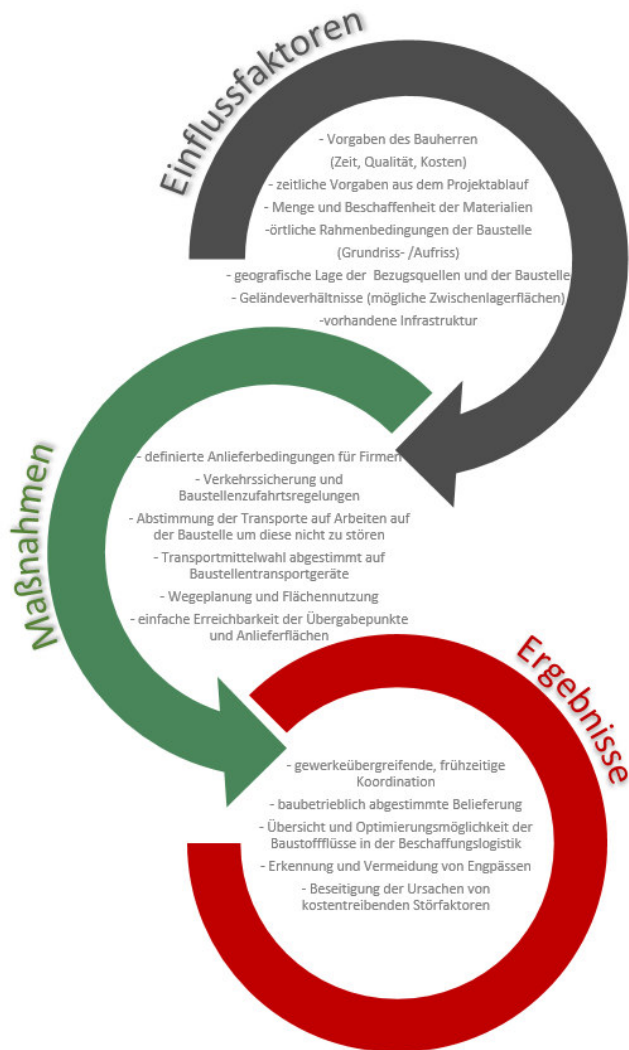 Einflussfaktoren
- Vorgaben des Bauherren
(Zeit, Qualität, Kosten)
- zeitliche Vorgaben aus dem Projektablauf
- Menge und Beschaffenheit der Materialien
-örtliche Rahmenbedingungen der Baustelle
(Grundriss- /Aufriss)
- geografische Lage der  Bezugsquellen und der Baustelle
- Geländeverhältnisse (mögliche Zwischenlagerflächen)
-vorhandene Infrastruktur
Maßnahmen
- definierte Anlieferbedingungen für Firmen
- Verkehrssicherung und
Baustellenzufahrtsregelungen
- Abstimmung der Transporte auf Arbeiten auf
der Baustelle um diese nicht zu stören
- Transportmittelwahl abgestimmt auf
Baustellentransportgeräte
- Wegeplanung und Flächennutzung
- einfache Erreichbarkeit der Übergabepunkte
und Anlieferflächen
Ergebnisse
- gewerkeübergreifende, frühzeitige
Koordination
- baubetrieblich abgestimmte Belieferung
- Übersicht und Optimierungsmöglichkeit der
Baustoffflüsse in der Beschaffungslogistik
- Erkennung und Vermeidung von Engpässen
- Beseitigung der Ursachen von
kostentreibenden Störfaktoren